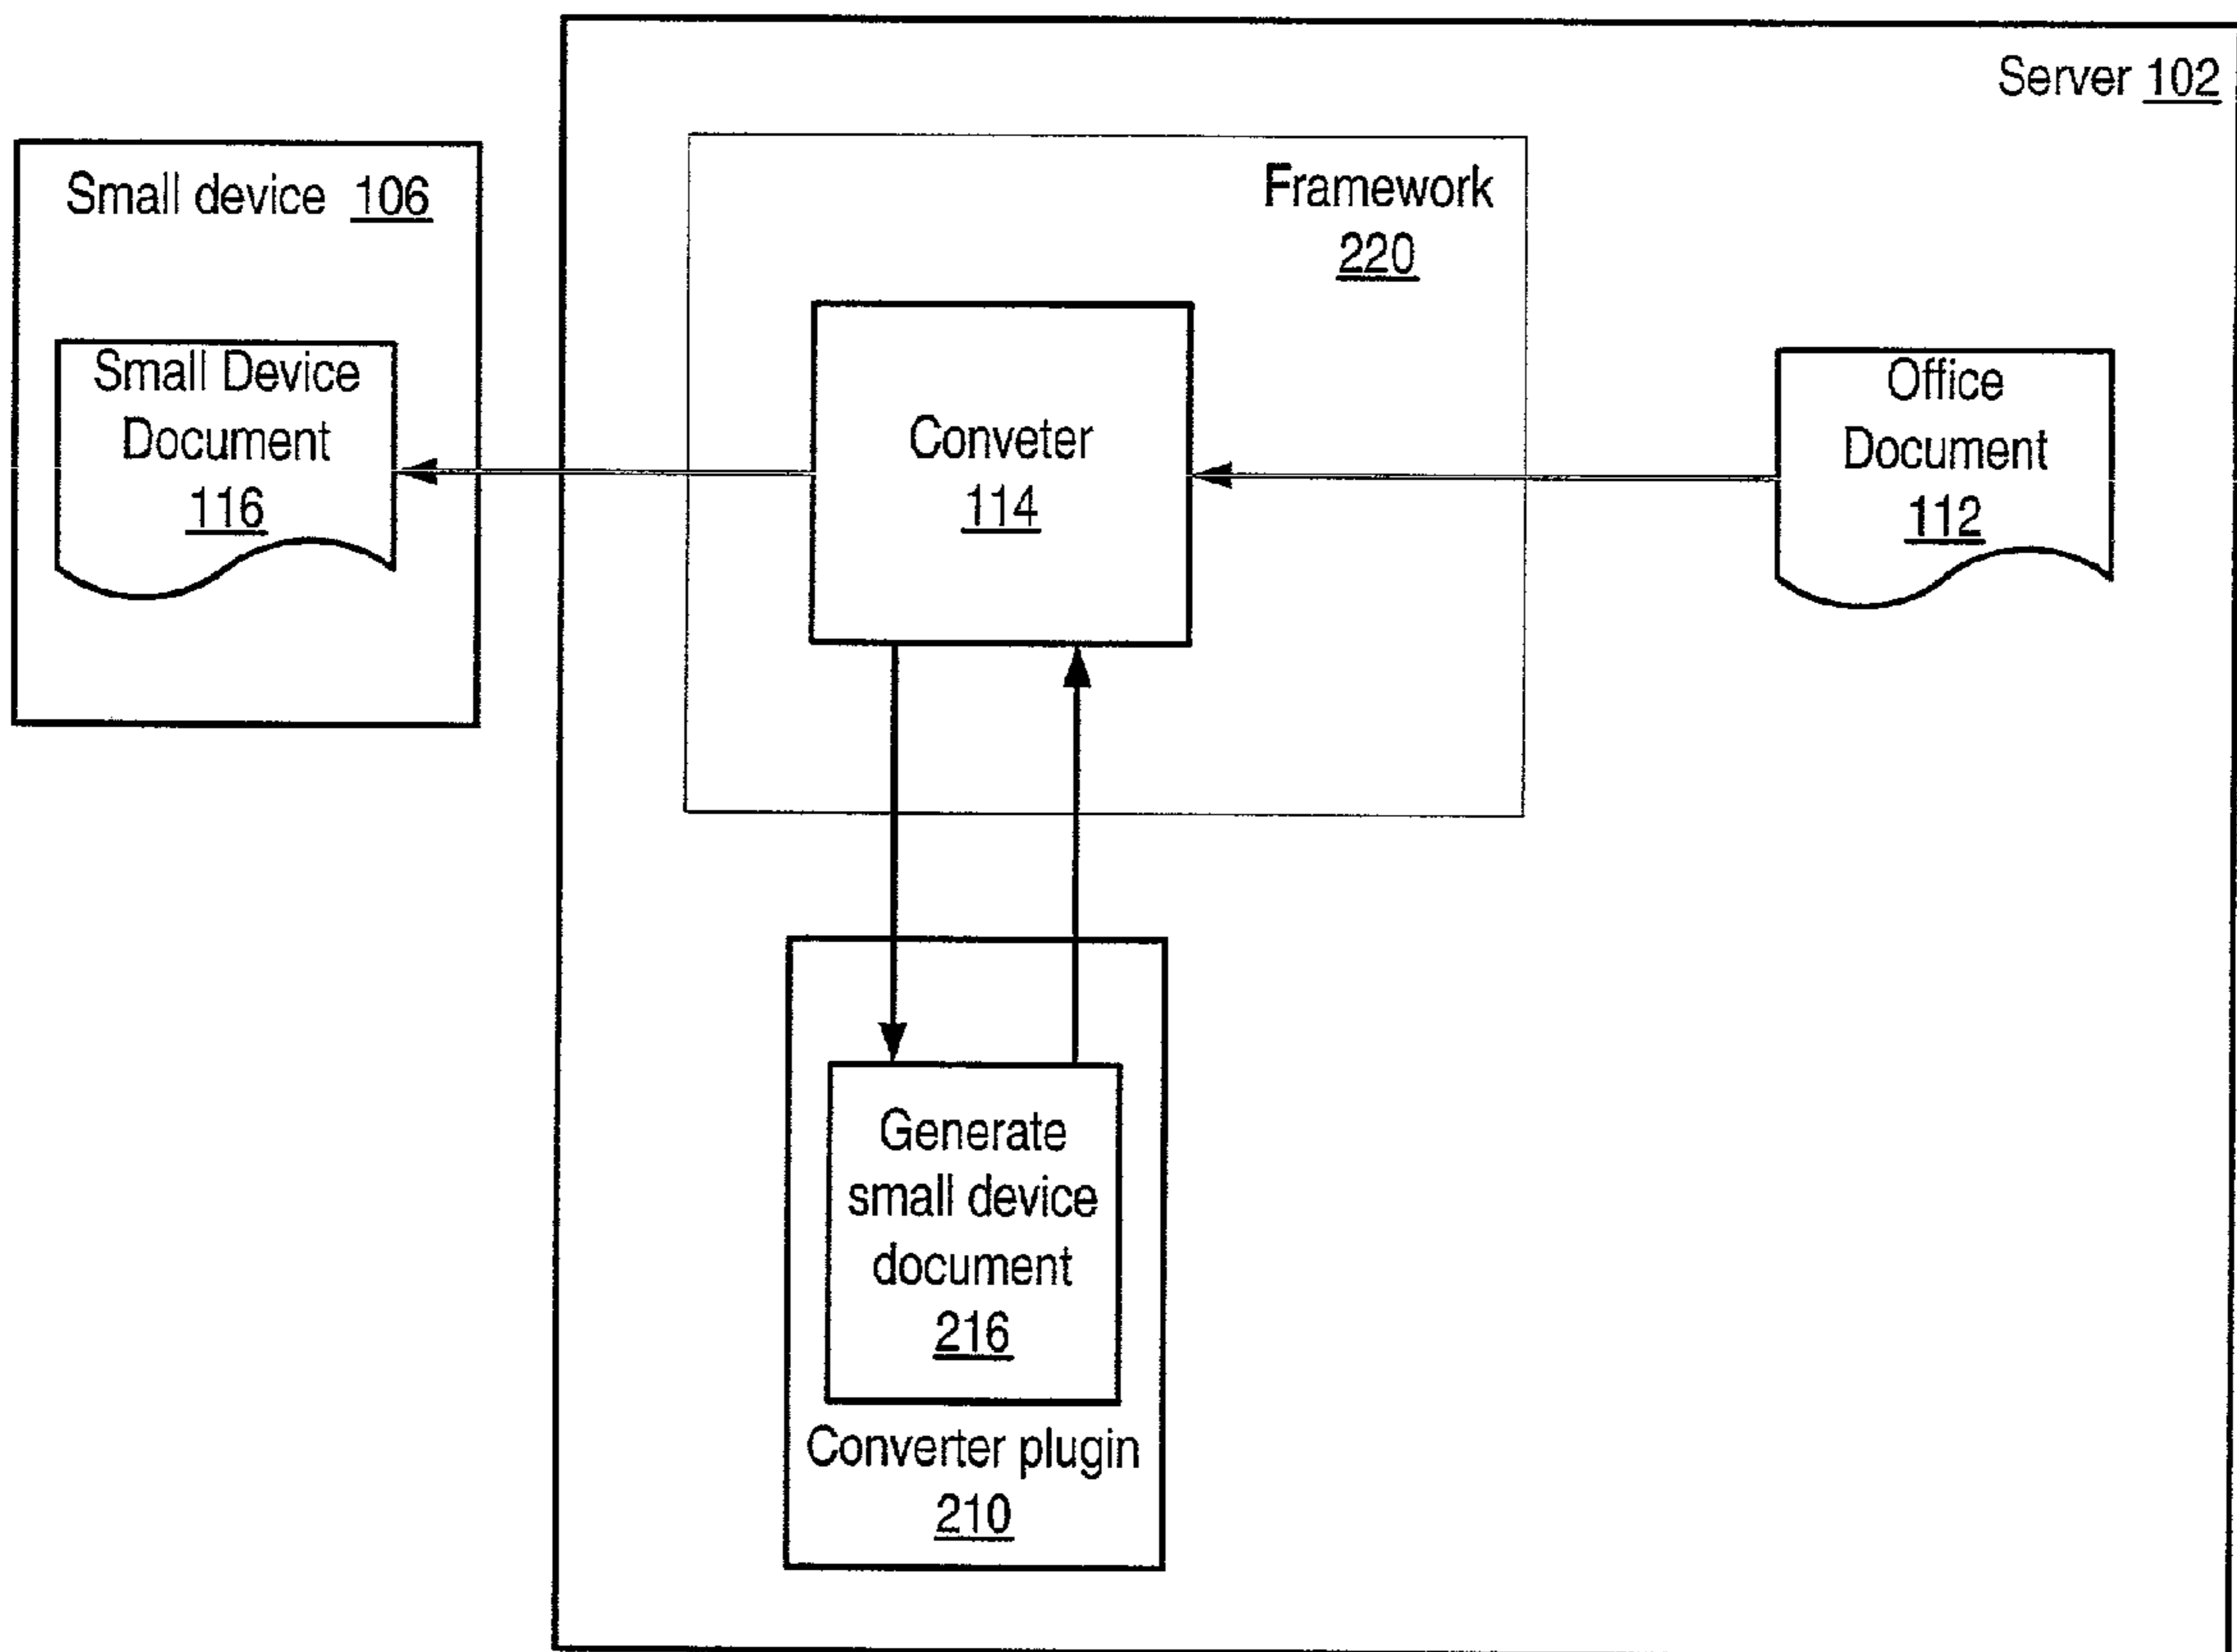 Server 102
Small device 106
Framework
220
Small Device
Document
116
Conveter
114
Office
Document
112
Generate
small device
document
216
Converter plugin
210